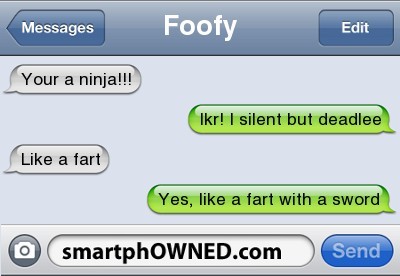 Messages
Foofy
Edit
Your a ninja!!!
Ikr! I silent but deadlee
Like a fart
Yes, like a fart with a sword
smartphOWNED.com
Send